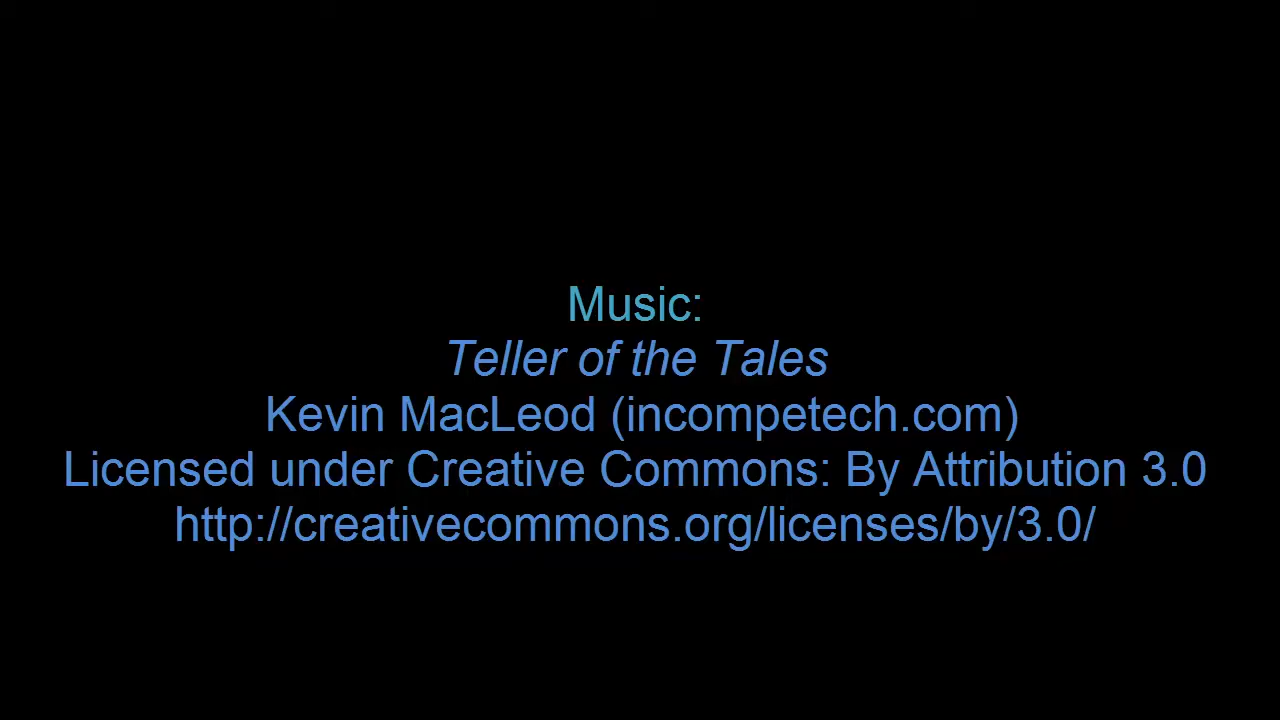 Music:
Teller of the Tales
Kevin MacLeod (incompetech.com)
Licensed under Creative Commons: By Attribution 3.0
http://creativecommons.org/licenses/by/3.0/